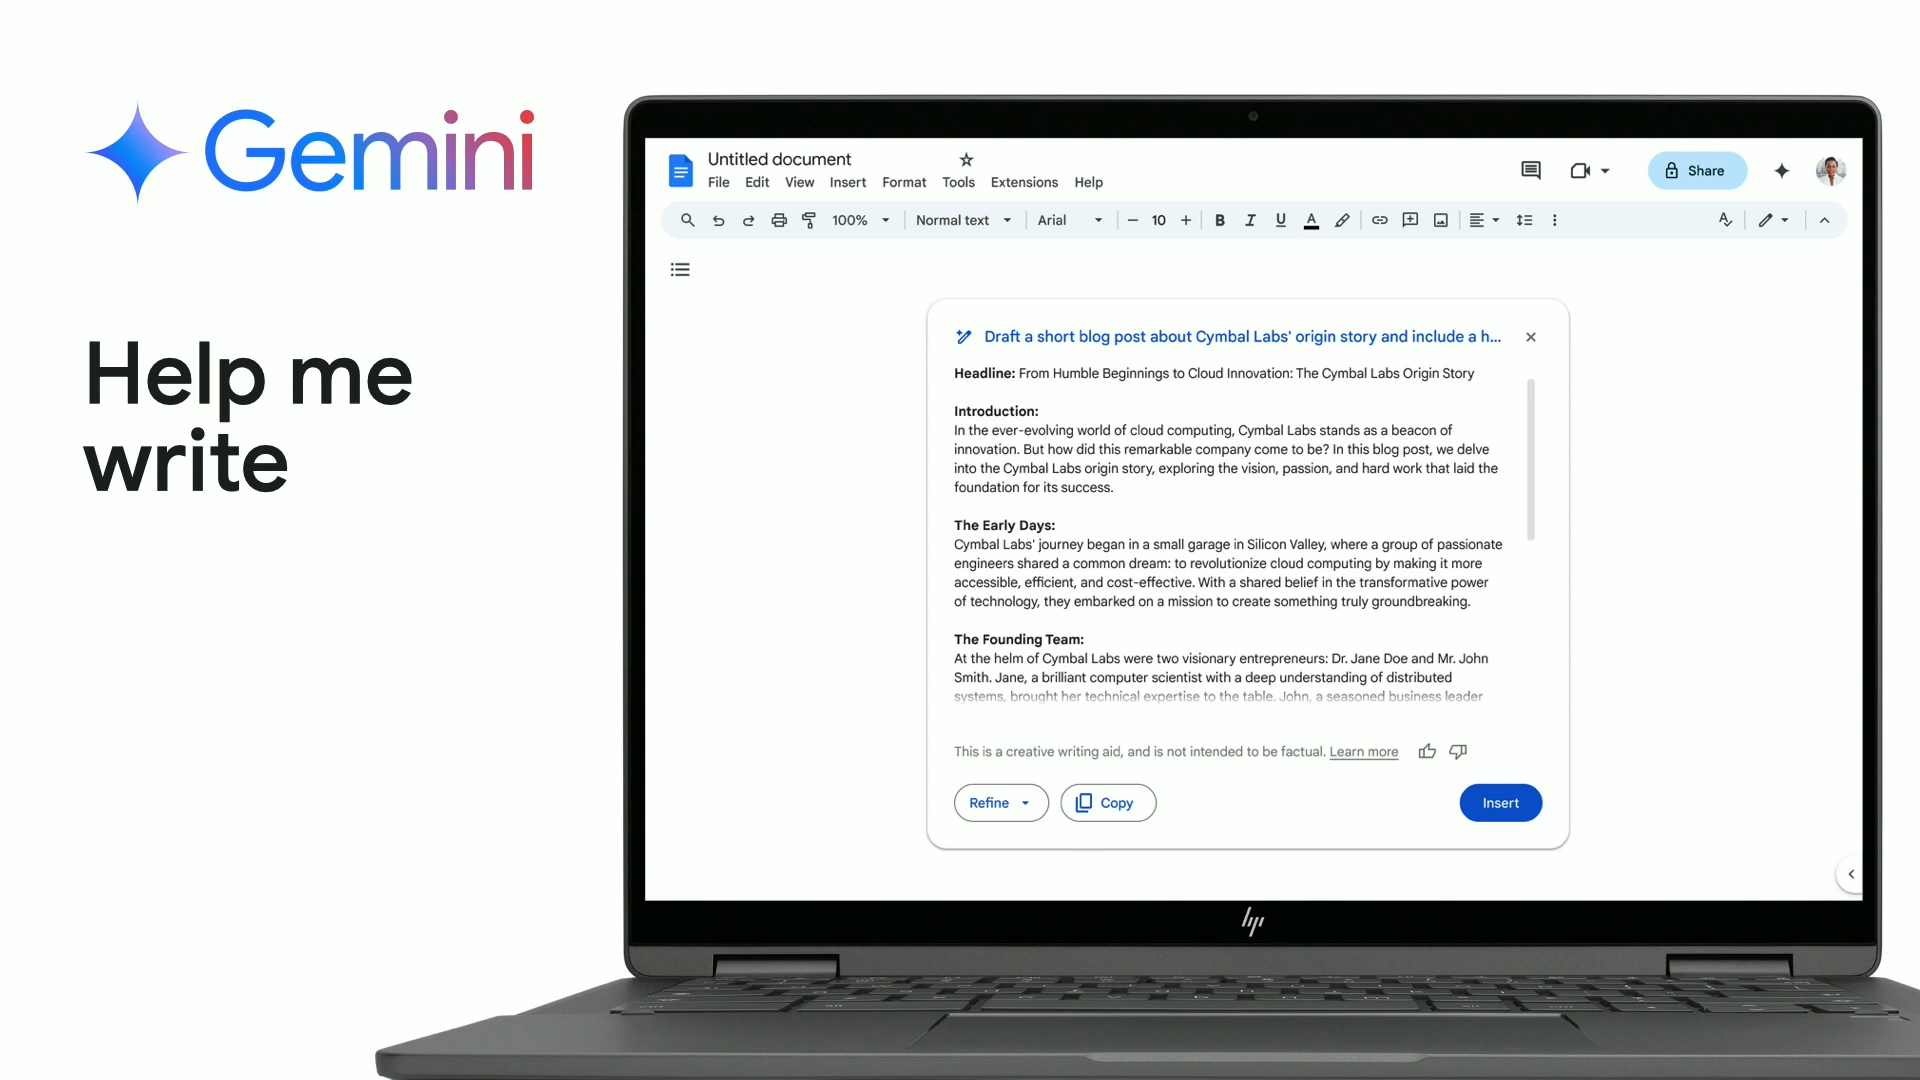 Gemini
Help me
write
Untitled document
File Edit View Insert Format Tools Extensions Help
Share
100% Normal text Arial 10 B I U A
Draft a short blog post about Cymbal Labs' origin story and include a h...
Headline: From Humble Beginnings to Cloud Innovation: The Cymbal Labs Origin Story
Introduction:
In the ever-evolving world of cloud computing, Cymbal Labs stands as a beacon of
innovation. But how did this remarkable company come to be? In this blog post, we delve
into the Cymbal Labs origin story, exploring the vision, passion, and hard work that laid the
foundation for its success.
The Early Days:
Cymbal Labs' journey began in a small garage in Silicon Valley, where a group of passionate
engineers shared a common dream: to revolutionize cloud computing by making it more
accessible, efficient, and cost-effective. With a shared belief in the transformative power
of technology, they embarked on a mission to create something truly groundbreaking.
The Founding Team:
At the helm of Cymbal Labs were two visionary entrepreneurs: Dr. Jane Doe and Mr. John
Smith. Jane, a brilliant computer scientist with a deep understanding of distributed
systems, brought her technical expertise to the table. John, a seasoned business leader
This is a creative writing aid, and is not intended to be factual. Learn more
Refine Copy Insert
hp